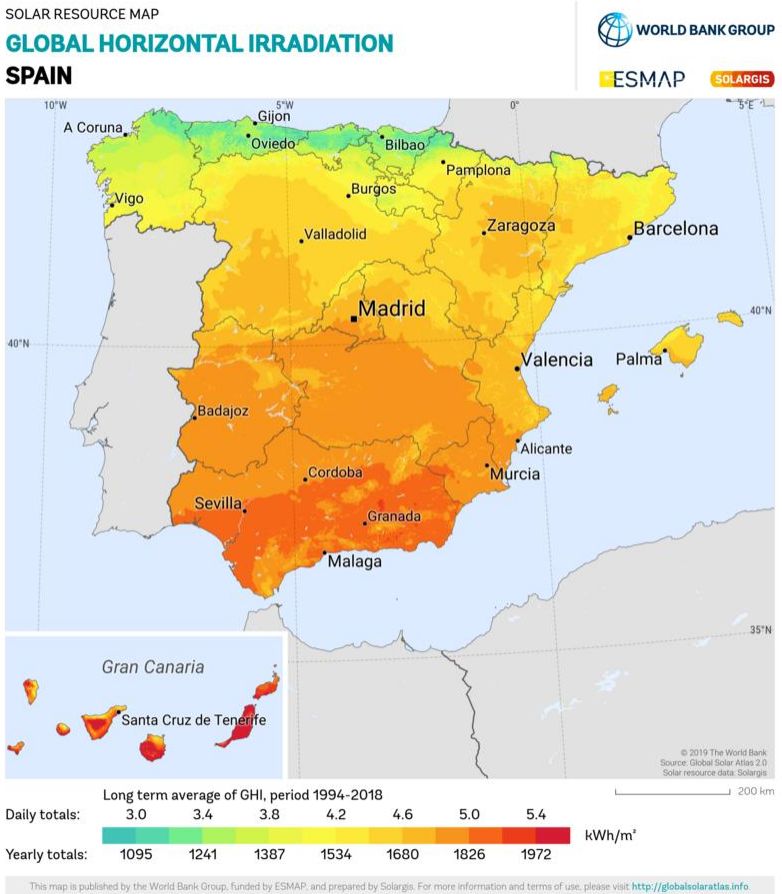 SOLAR RESOURCE MAP
GLOBAL HORIZONTAL IRRADIATION
SPAIN
WORLD BANK GROUP
ESMAP
SOLARGIS
10°W
5°W
0°
5°E
A Coruna
Gijon
Oviedo
Bilbao
Pamplona
Vigo
Burgos
Valladolid
Zaragoza
Barcelona
Madrid
40°N
40°N
Valencia
Palma
Badajoz
Alicante
Cordoba
Murcia
Sevilla
Granada
Malaga
35°N
Gran Canaria
Santa Cruz de Tenerife
© 2019 The World Bank
Source: Global Solar Atlas 2.0
Solar resource data: Solargis
200 km
Long term average of GHI, period 1994-2018
Daily totals: 3.0 3.4 3.8 4.2 4.6 5.0 5.4
kWh/m²
Yearly totals: 1095 1241 1387 1534 1680 1826 1972
This map is published by the World Bank Group, funded by ESMAP, and prepared by Solargis. For more information and terms of use, please visit http://globalsolaratlas.info.